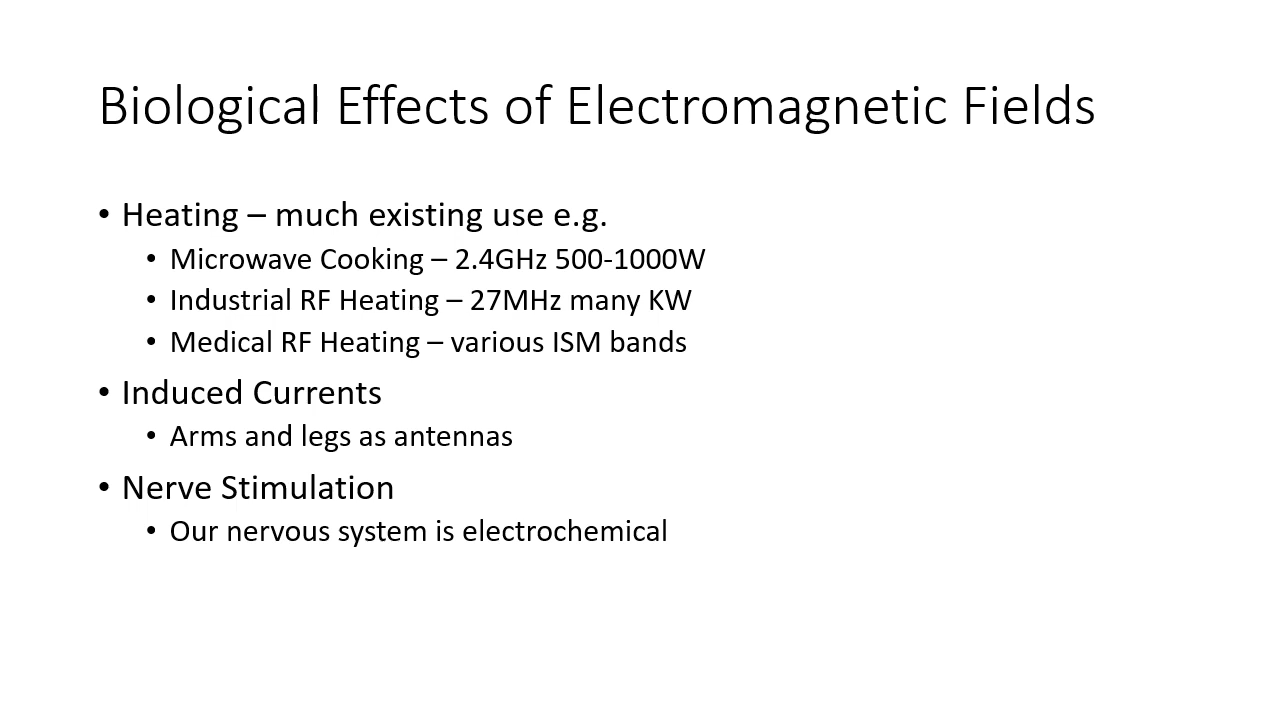 Biological Effects of Electromagnetic Fields
• Heating – much existing use e.g.
• Microwave Cooking – 2.4GHz 500-1000W
• Industrial RF Heating – 27MHz many KW
• Medical RF Heating – various ISM bands
• Induced Currents
• Arms and legs as antennas
• Nerve Stimulation
• Our nervous system is electrochemical